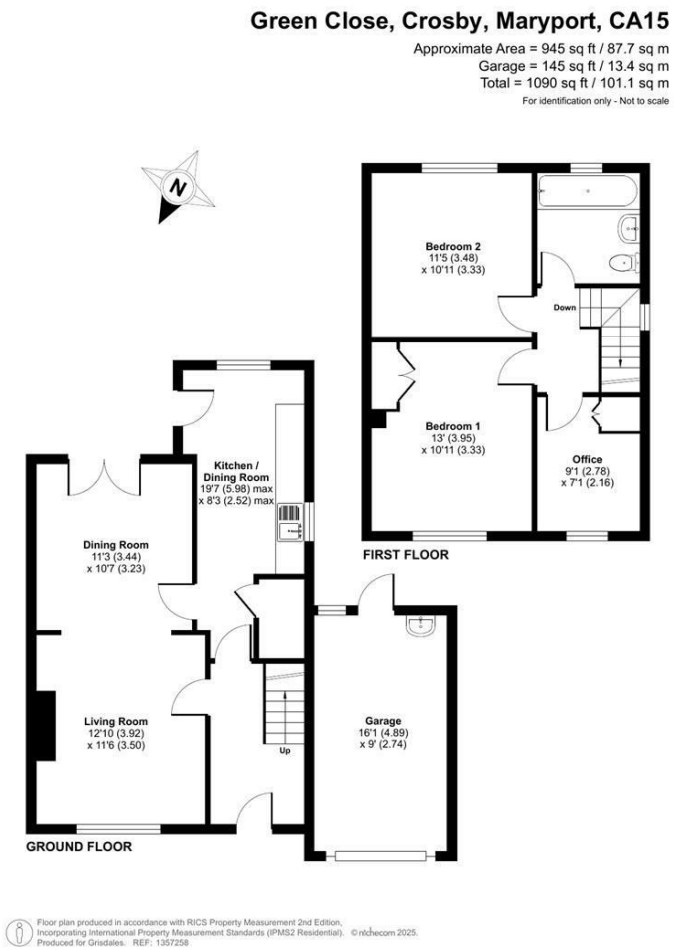 Green Close, Crosby, Maryport, CA15
Approximate Area = 945 sq ft / 87.7 sq m
Garage = 145 sq ft / 13.4 sq m
Total = 1090 sq ft / 101.1 sq m
For identification only - Not to scale
N
Bedroom 2
11'5 (3.48)
x 10'11 (3.33)
Down
Bedroom 1
13' (3.95)
x 10'11 (3.33)
Office
9'1 (2.78)
x 7'1 (2.16)
FIRST FLOOR
Kitchen /
Dining Room
19'7 (5.98) max
x 8'3 (2.52) max
Dining Room
11'3 (3.44)
x 10'7 (3.23)
Living Room
12'10 (3.92)
x 11'6 (3.50)
Up
Garage
16'1 (4.89)
x 9' (2.74)
GROUND FLOOR
Floor plan produced in accordance with RICS Property Measurement 2nd Edition,
Incorporating International Property Measurement Standards (IPMS2 Residential). ©nichecom 2025.
Produced for Grisdales. REF: 1357258